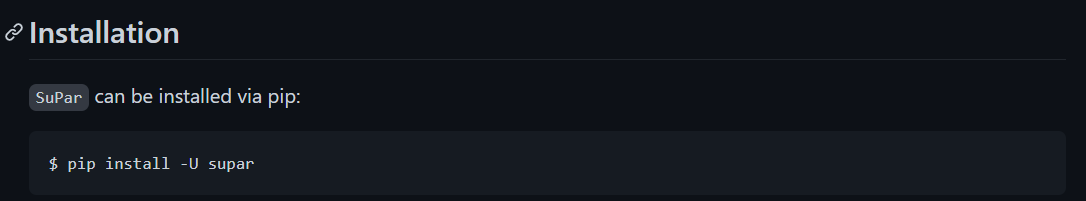 Installation
SuPar can be installed via pip:
$ pip install -U supar